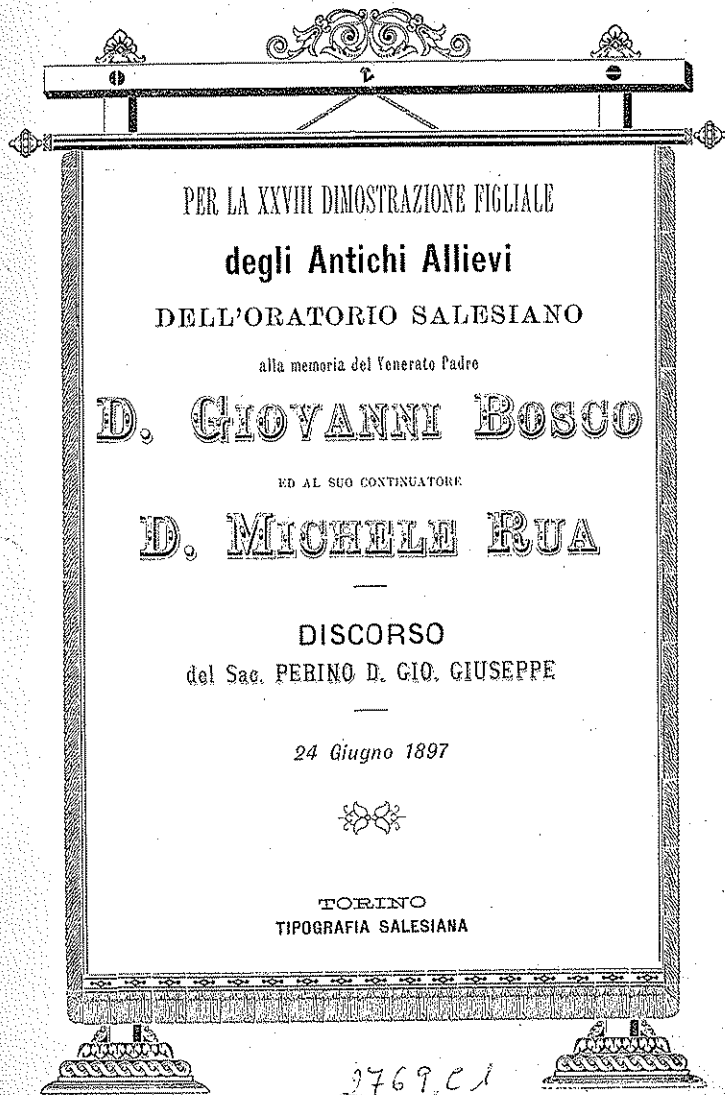 PER LA XXVIII DIMOSTRAZIONE FIGLIALE
degli Antichi Allievi
DELL'ORATORIO SALESIANO
alla memoria del Venerato Padre
D. GIOVANNI BOSCO
ED AL SUO CONTINUATORE
D. MICHELE RUA
DISCORSO
del Sac. PERINO D. GIO. GIUSEPPE
24 Giugno 1897
TORINO
TIPOGRAFIA SALESIANA